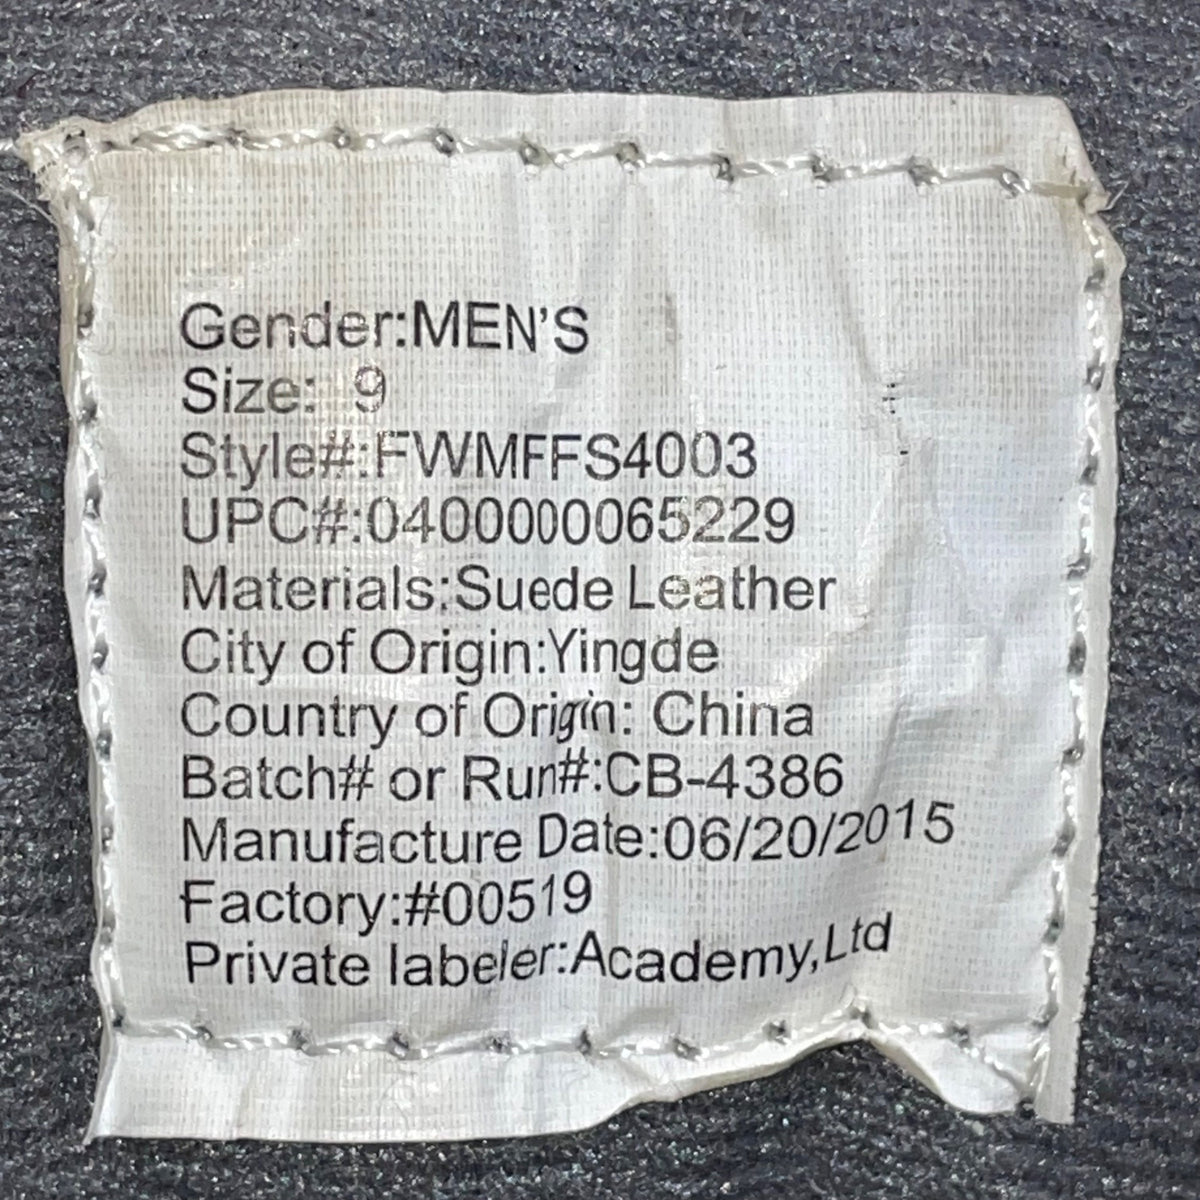 Gender:MEN'S
Size: 9
Style#:FWMFFS4003
UPC#:0400000065229
Materials:Suede Leather
City of Origin:Yingde
Country of Origin: China
Batch# or Run#:CB-4386
Manufacture Date:06/20/2015
Factory:#00519
Private labeler:Academy,Ltd